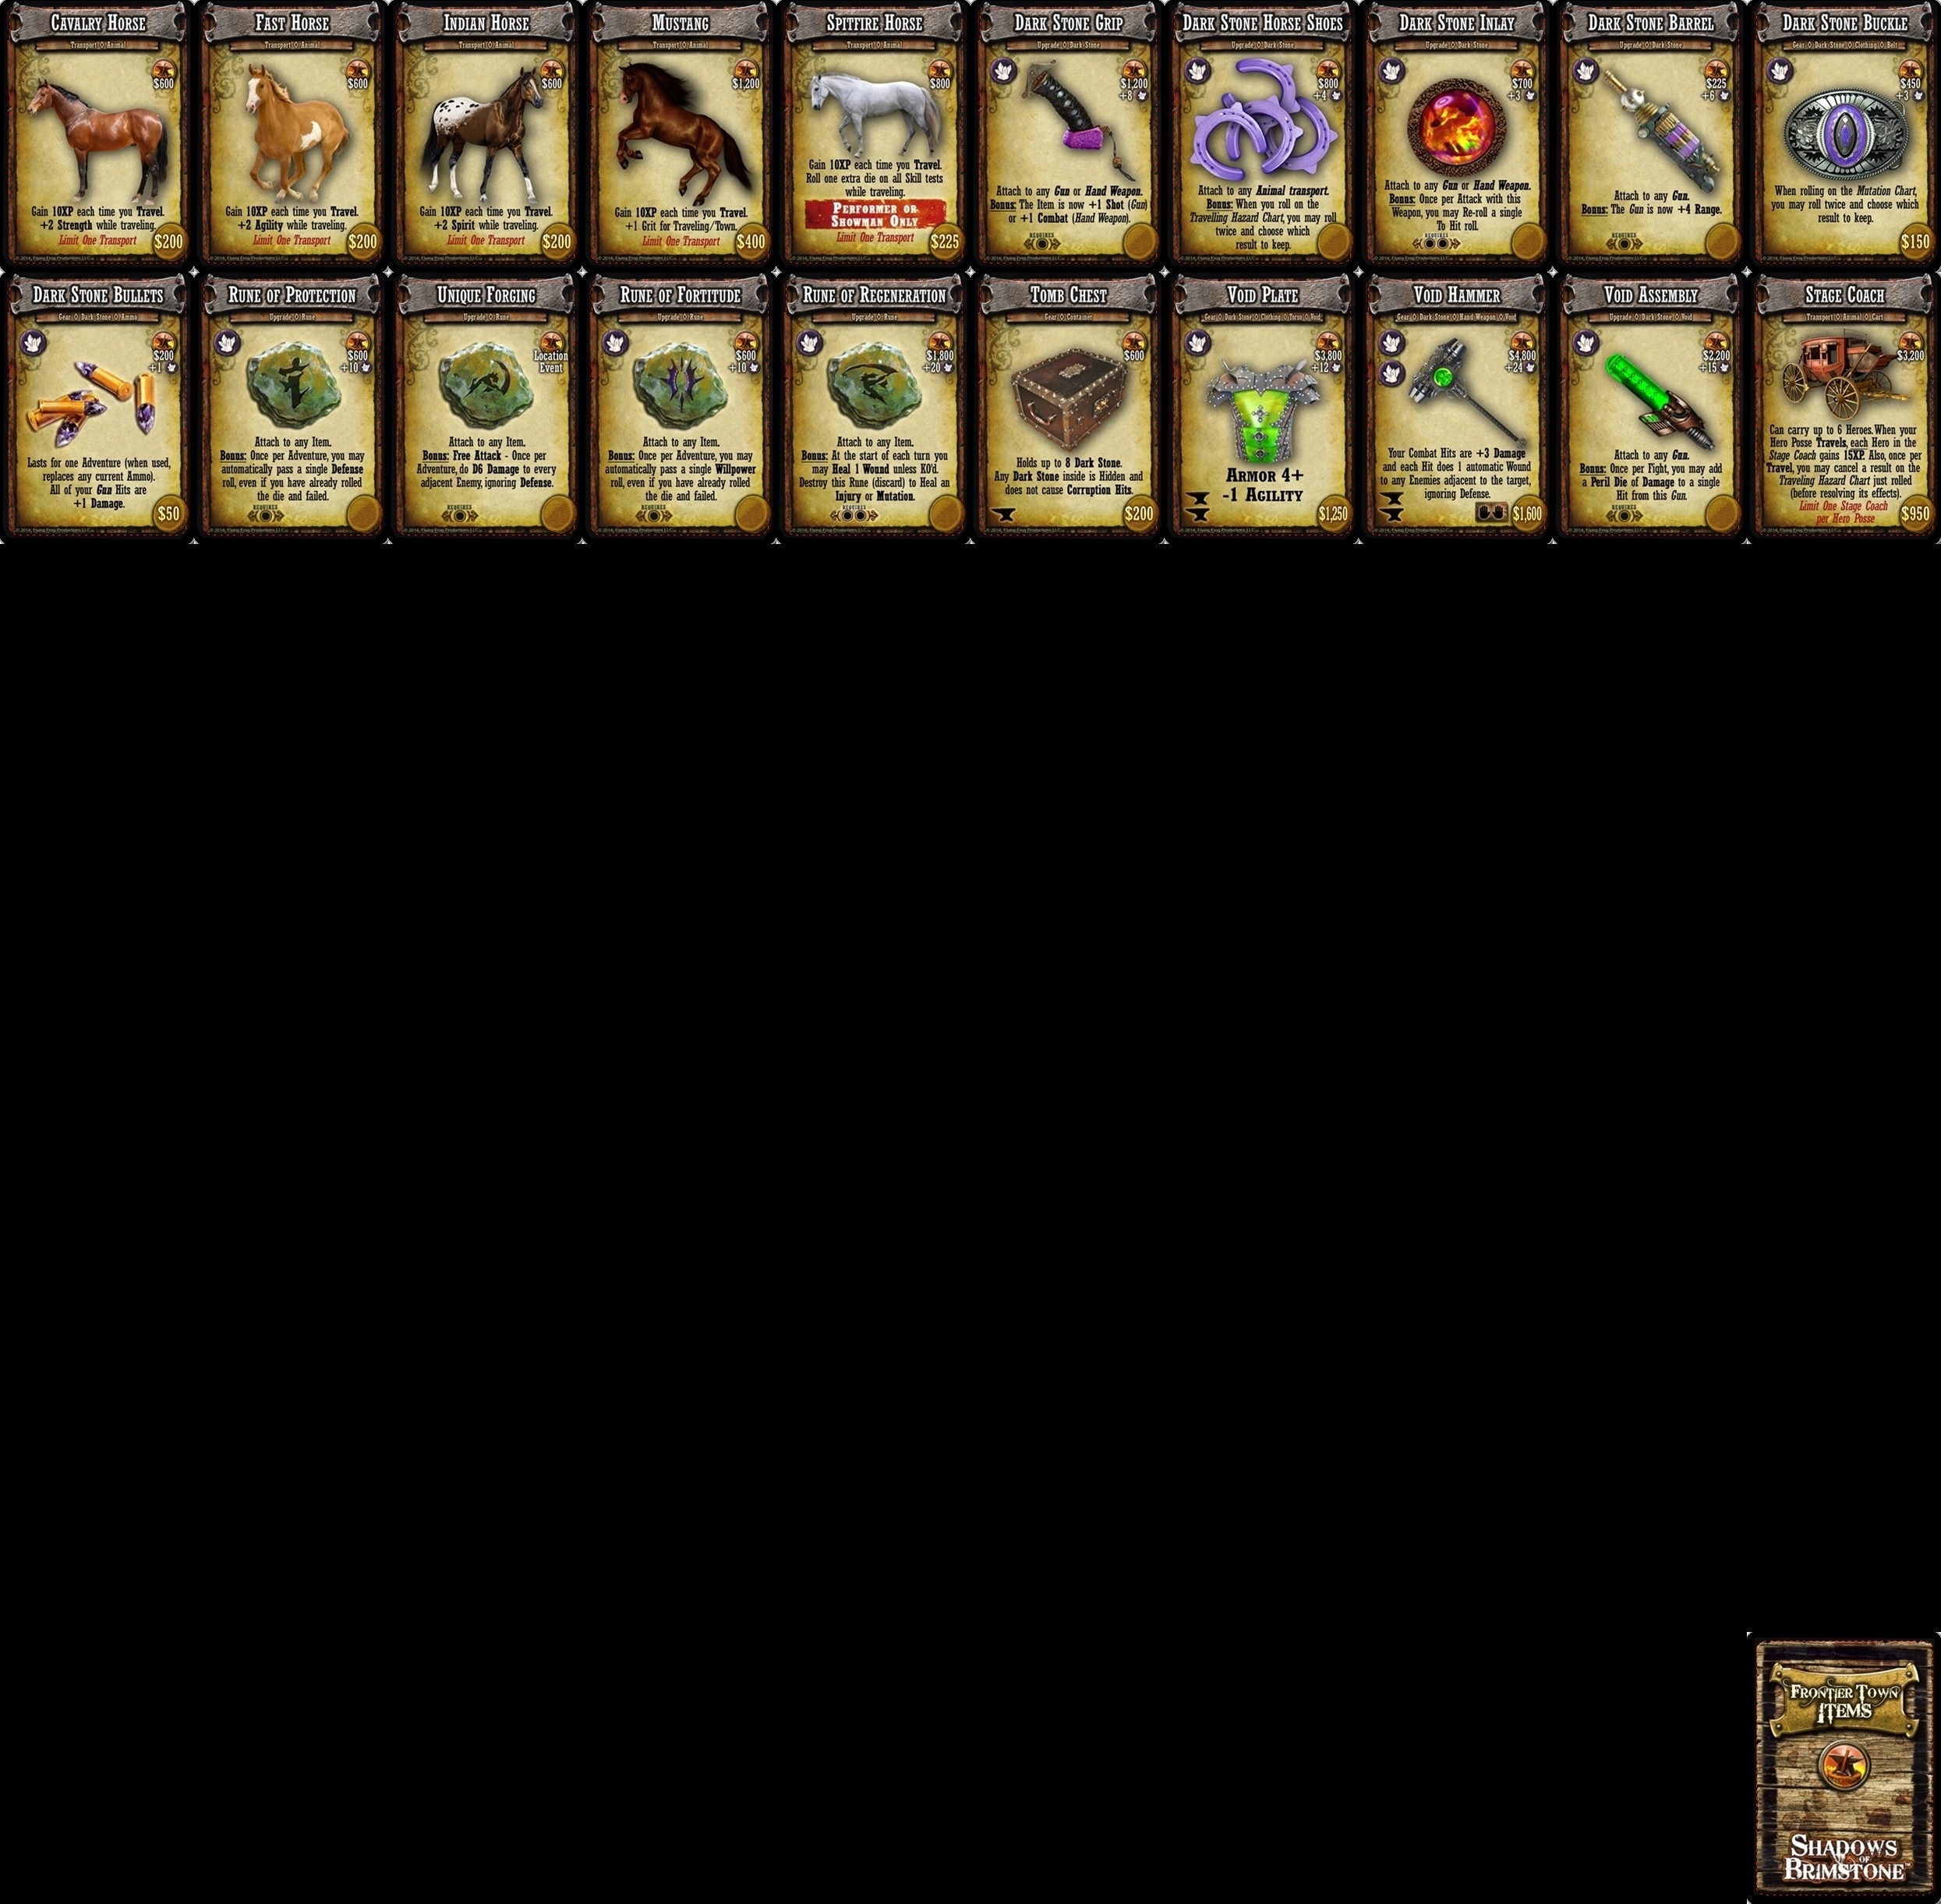 CAVALRY HORSE
Transport O Animal
$600
Gain 10XP each time you Travel.
+2 Strength while traveling.
Limit One Transport
$200
FAST HORSE
Transport O Animal
$600
Gain 10XP each time you Travel.
+2 Agility while traveling.
Limit One Transport
$200
INDIAN HORSE
Transport O Animal
$600
Gain 10XP each time you Travel.
+2 Spirit while traveling.
Limit One Transport
$200
MUSTANG
Transport O Animal
$1,200
Gain 10XP each time you Travel.
+1 Grit for Traveling/Town.
Limit One Transport
$400
SPITFIRE HORSE
Transport O Animal
$800
Gain 10XP each time you Travel.
Roll one extra die on all Skill tests
while traveling.
PERFORMER OR
SHOWMAN ONLY
Limit One Transport
$225
DARK STONE GRIP
Upgrade O Dark Stone
$1,200
+8
Attach to any Gun or Hand Weapon.
Bonus: The Item is now +1 Shot (Gun)
or +1 Combat (Hand Weapon).
REQUIRES
DARK STONE HORSE SHOES
Upgrade O Dark Stone
$800
+4
Attach to any Animal transport.
Bonus: When you roll on the
Travelling Hazard Chart, you may roll
twice and choose which
result to keep.
DARK STONE INLAY
Upgrade O Dark Stone
$700
+3
Attach to any Gun or Hand Weapon.
Bonus: Once per Attack with this
Weapon, you may Re-roll a single
To Hit roll.
REQUIRES
DARK STONE BARREL
Upgrade O Dark Stone
$225
+6
Attach to any Gun.
Bonus: The Gun is now +4 Range.
REQUIRES
DARK STONE BUCKLE
Gear O Dark Stone O Clothing O Belt
$450
+3
When rolling on the Mutation Chart,
you may roll twice and choose which
result to keep.
$150
DARK STONE BULLETS
Gear O Dark Stone O Ammo
$200
+1
Lasts for one Adventure (when used,
replaces any current Ammo).
All of your Gun Hits are
+1 Damage.
$50
RUNE OF PROTECTION
Upgrade O Rune
$600
+10
Attach to any Item.
Bonus: Once per Adventure, you may
automatically pass a single Defense
roll, even if you have already rolled
the die and failed.
REQUIRES
UNIQUE FORGING
Upgrade O Rune
Location
Event
Attach to any Item.
Bonus: Free Attack - Once per
Adventure, do D6 Damage to every
adjacent Enemy, ignoring Defense.
REQUIRES
RUNE OF FORTITUDE
Upgrade O Rune
$600
+10
Attach to any Item.
Bonus: Once per Adventure, you may
automatically pass a single Willpower
roll, even if you have already rolled
the die and failed.
REQUIRES
RUNE OF REGENERATION
Upgrade O Rune
$1,800
+20
Attach to any Item.
Bonus: At the start of each turn you
may Heal 1 Wound unless KO'd.
Destroy this Rune (discard) to Heal an
Injury or Mutation.
REQUIRES
TOMB CHEST
Gear O Container
$600
Holds up to 8 Dark Stone.
Any Dark Stone inside is Hidden and
does not cause Corruption Hits.
$200
VOID PLATE
Gear O Dark Stone O Clothing O Torso O Void
$3,800
+12
ARMOR 4+
-1 AGILITY
$1,250
VOID HAMMER
Gear O Dark Stone O Hand Weapon O Void
$4,800
+24
Your Combat Hits are +3 Damage
and each Hit does 1 automatic Wound
to any Enemies adjacent to the target,
ignoring Defense.
$1,600
VOID ASSEMBLY
Upgrade O Dark Stone O Void
$2,200
+15
Attach to any Gun.
Bonus: Once per Fight, you may add
a Peril Die of Damage to a single
Hit from this Gun.
REQUIRES
STAGE COACH
Transport O Animal O Cart
$3,200
Can carry up to 6 Heroes. When your
Hero Posse Travels, each Hero in the
Stage Coach gains 15XP. Also, once per
Travel, you may cancel a result on the
Traveling Hazard Chart just rolled
(before resolving its effects).
Limit One Stage Coach
per Hero Posse
$950
FRONTIER TOWN
ITEMS
SHADOWS
OF
BRIMSTONE